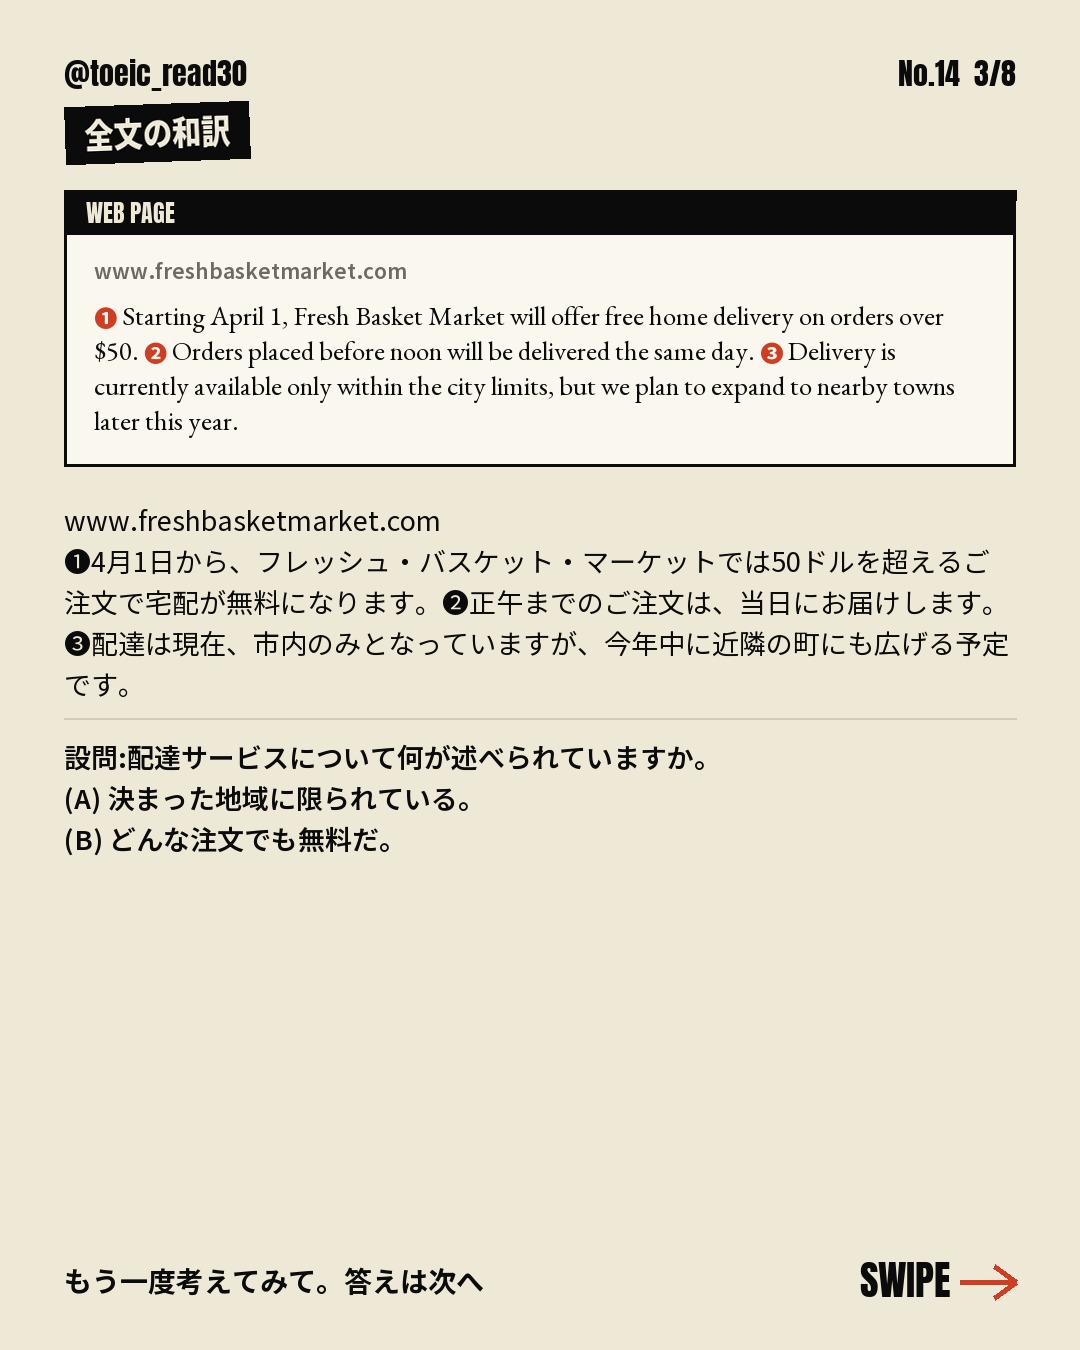 @toeic_read30
No.14 3/8
全文の和訳
WEB PAGE
www.freshbasketmarket.com
❶ Starting April 1, Fresh Basket Market will offer free home delivery on orders over
$50. ❷ Orders placed before noon will be delivered the same day. ❸ Delivery is
currently available only within the city limits, but we plan to expand to nearby towns
later this year.
www.freshbasketmarket.com
❶4月1日から、フレッシュ・バスケット・マーケットでは50ドルを超えるご
注文で宅配が無料になります。❷正午までのご注文は、当日にお届けします。
❸配達は現在、市内のみとなっていますが、今年中に近隣の町にも広げる予定
です。
設問:配達サービスについて何が述べられていますか。
(A) 決まった地域に限られている。
(B) どんな注文でも無料だ。
もう一度考えてみて。答えは次へ
SWIPE →